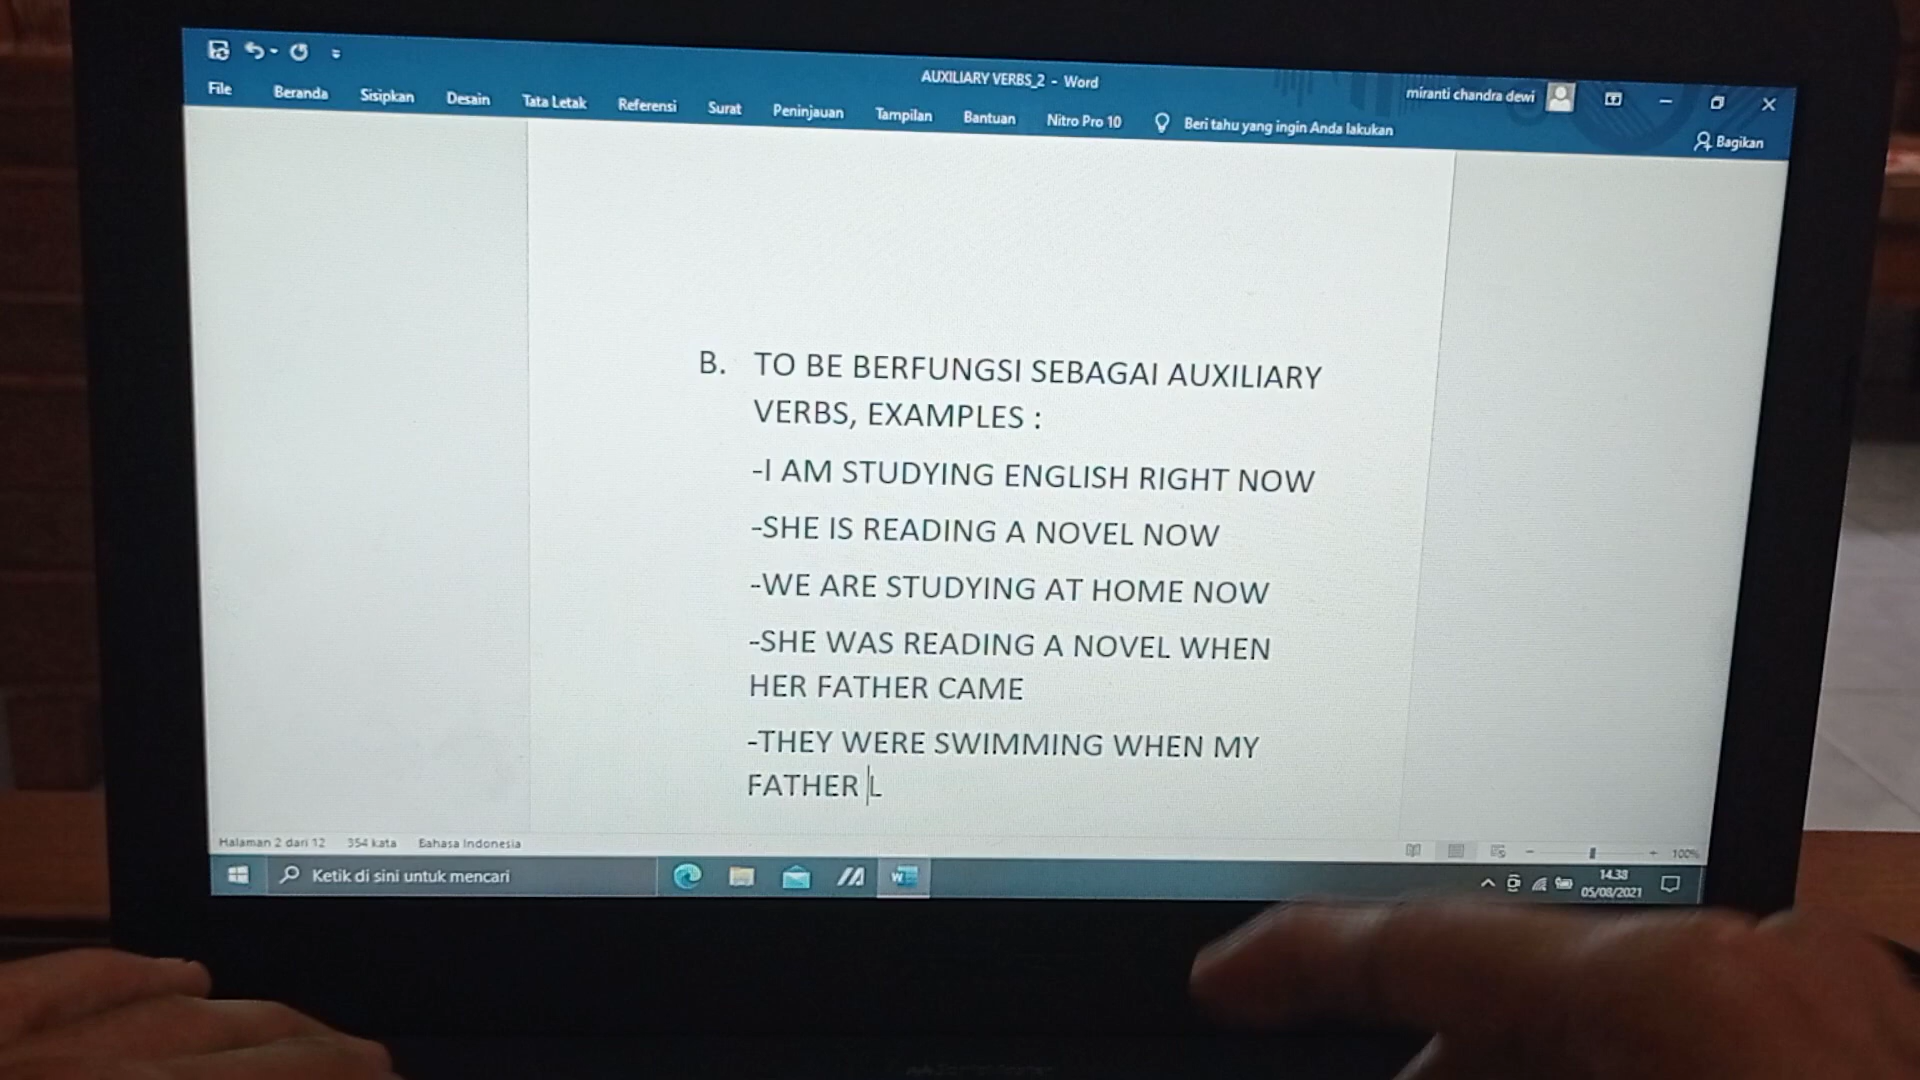 AUXILIARY VERBS_2 - Word
miranti chandra dewi
File Beranda Sisipkan Desain Tata Letak Referensi Surat Peninjauan Tampilan Bantuan Nitro Pro 10 Beri tahu yang ingin Anda lakukan
Bagikan
B. TO BE BERFUNGSI SEBAGAI AUXILIARY
VERBS, EXAMPLES :
-I AM STUDYING ENGLISH RIGHT NOW
-SHE IS READING A NOVEL NOW
-WE ARE STUDYING AT HOME NOW
-SHE WAS READING A NOVEL WHEN
HER FATHER CAME
-THEY WERE SWIMMING WHEN MY
FATHER L
Halaman 2 dari 12 354 kata Bahasa Indonesia
100%
Ketik di sini untuk mencari
14.38
05/08/2021